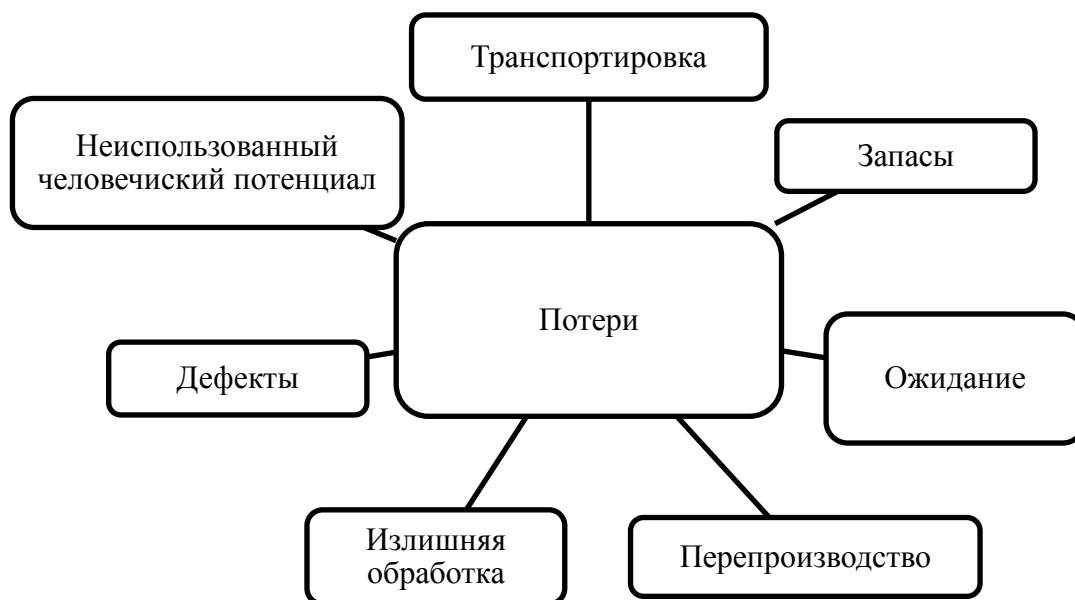 Транспортировка
Неиспользованный
человечиский потенциал
Запасы
Потери
Дефекты
Ожидание
Излишняя
обработка
Перепроизводство